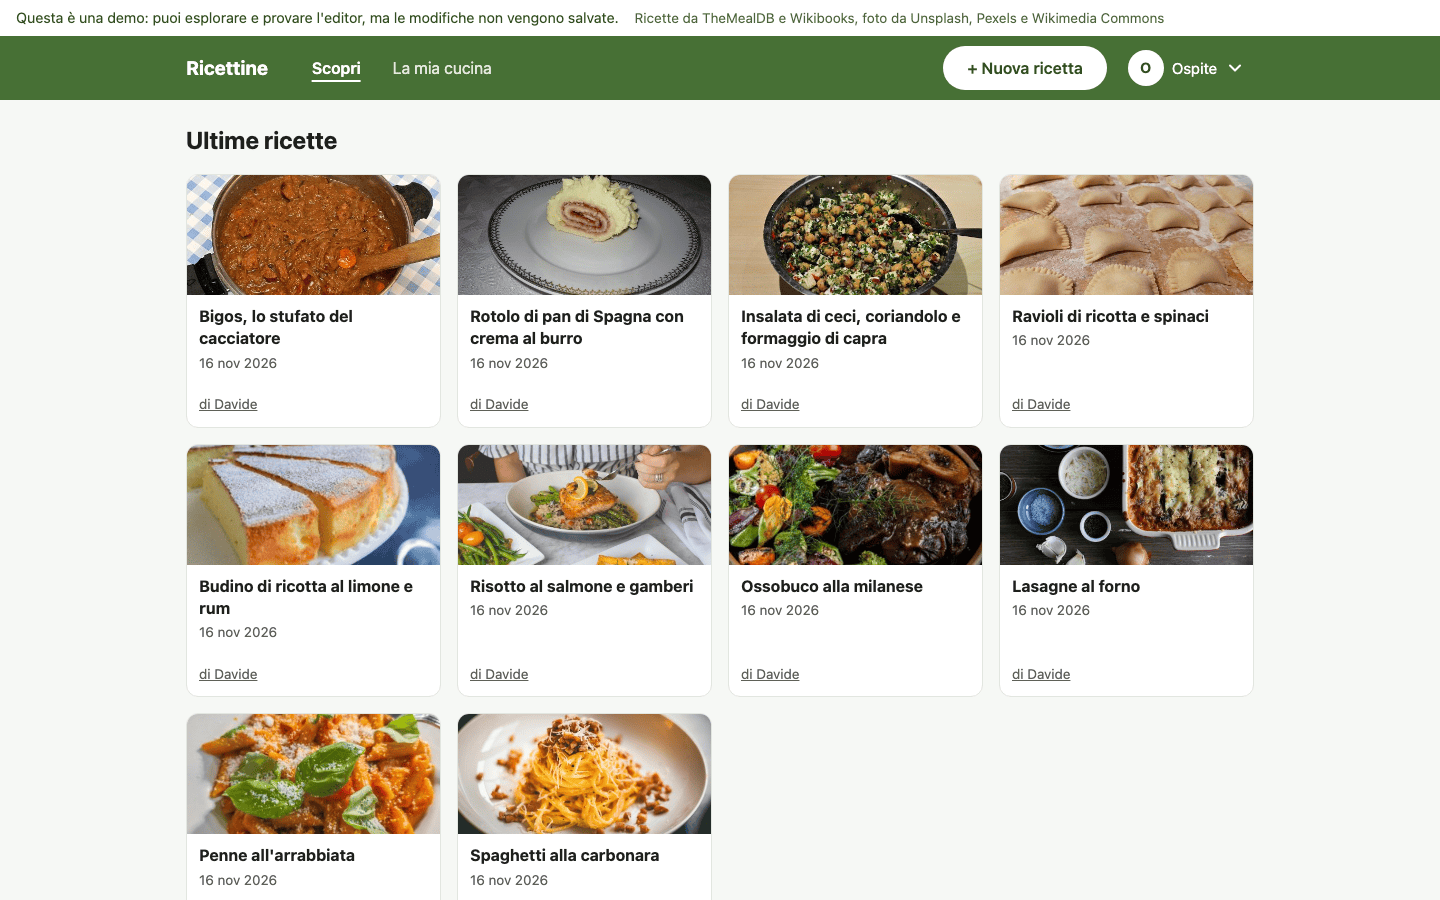 Questa è una demo: puoi esplorare e provare l'editor, ma le modifiche non vengono salvate. Ricette da TheMealDB e Wikibooks, foto da Unsplash, Pexels e Wikimedia Commons
Ricettine Scopri La mia cucina + Nuova ricetta O Ospite
Ultime ricette
Bigos, lo stufato del
cacciatore
16 nov 2026
di Davide
Rotolo di pan di Spagna con
crema al burro
16 nov 2026
di Davide
Insalata di ceci, coriandolo e
formaggio di capra
16 nov 2026
di Davide
Ravioli di ricotta e spinaci
16 nov 2026
di Davide
Budino di ricotta al limone e
rum
16 nov 2026
di Davide
Risotto al salmone e gamberi
16 nov 2026
di Davide
Ossobuco alla milanese
16 nov 2026
di Davide
Lasagne al forno
16 nov 2026
di Davide
Penne all'arrabbiata
16 nov 2026
Spaghetti alla carbonara
16 nov 2026